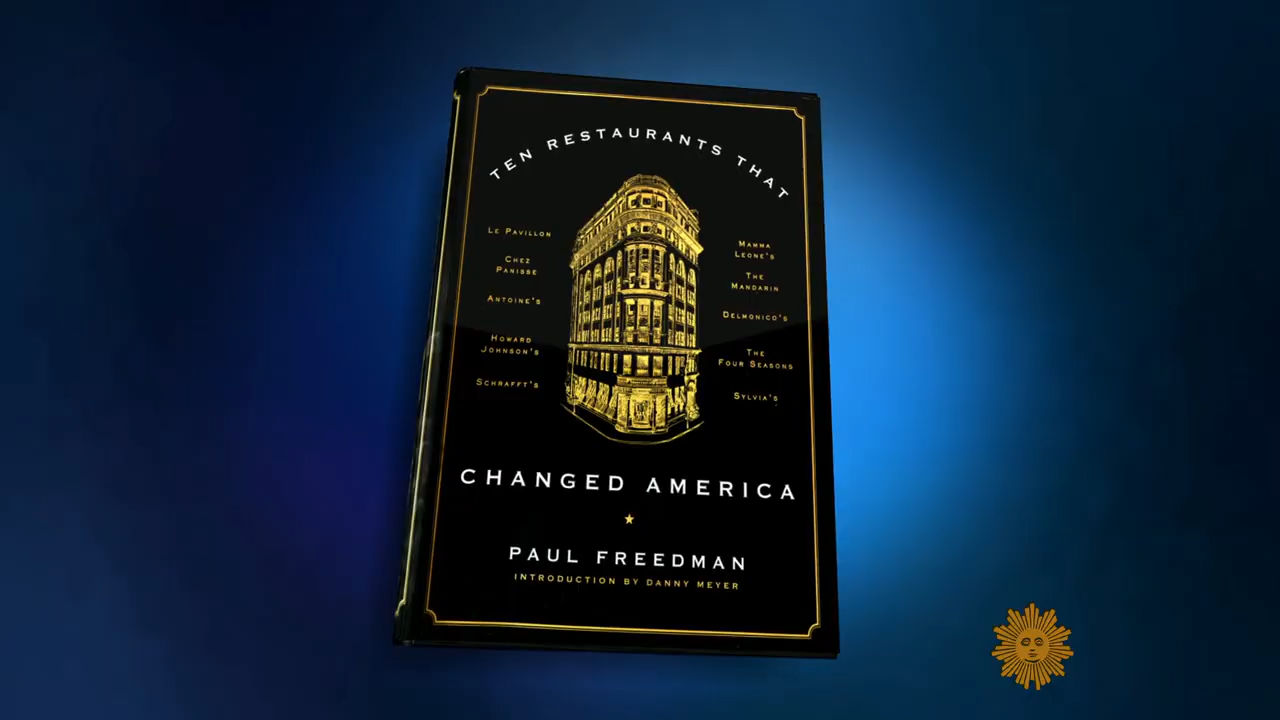 TEN RESTAURANTS THAT
LE PAVILLON
CHEZ
PANISSE
ANTOINE'S
HOWARD
JOHNSON'S
SCHRAFFT'S
MAMMA
LEONE'S
THE
MANDARIN
DELMONICO'S
THE
FOUR SEASONS
SYLVIA'S
CHANGED AMERICA
PAUL FREEDMAN
INTRODUCTION BY DANNY MEYER